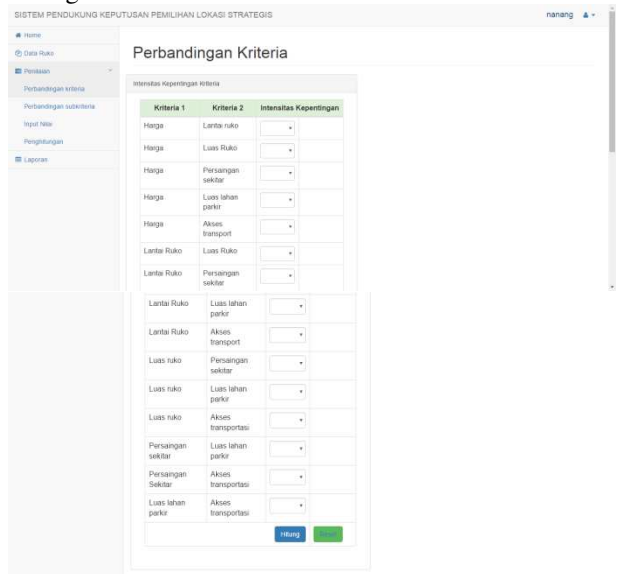 SISTEM PENDUKUNG KEPUTUSAN PEMILIHAN LOKASI STRATEGIS
nanang
Home
Data Ruko
Penilaian
Perbandingan kriteria
Perbandingan subkriteria
Input Nilai
Penghitungan
Laporan
Perbandingan Kriteria
Intensitas Kepentingan Kriteria
Kriteria 1 Kriteria 2 Intensitas Kepentingan
Harga Lantai ruko
Harga Luas Ruko
Harga Persaingan
sekitar
Harga Luas lahan
parkir
Harga Akses
transport
Lantai Ruko Luas Ruko
Lantai Ruko Persaingan
sekitar
Lantai Ruko Luas lahan
parkir
Lantai Ruko Akses
transport
Luas ruko Persaingan
sekitar
Luas ruko Luas lahan
parkir
Luas ruko Akses
transportasi
Persaingan Luas lahan
sekitar parkir
Persaingan Akses
Sekitar transportasi
Luas lahan Akses
parkir transportasi
Hitung